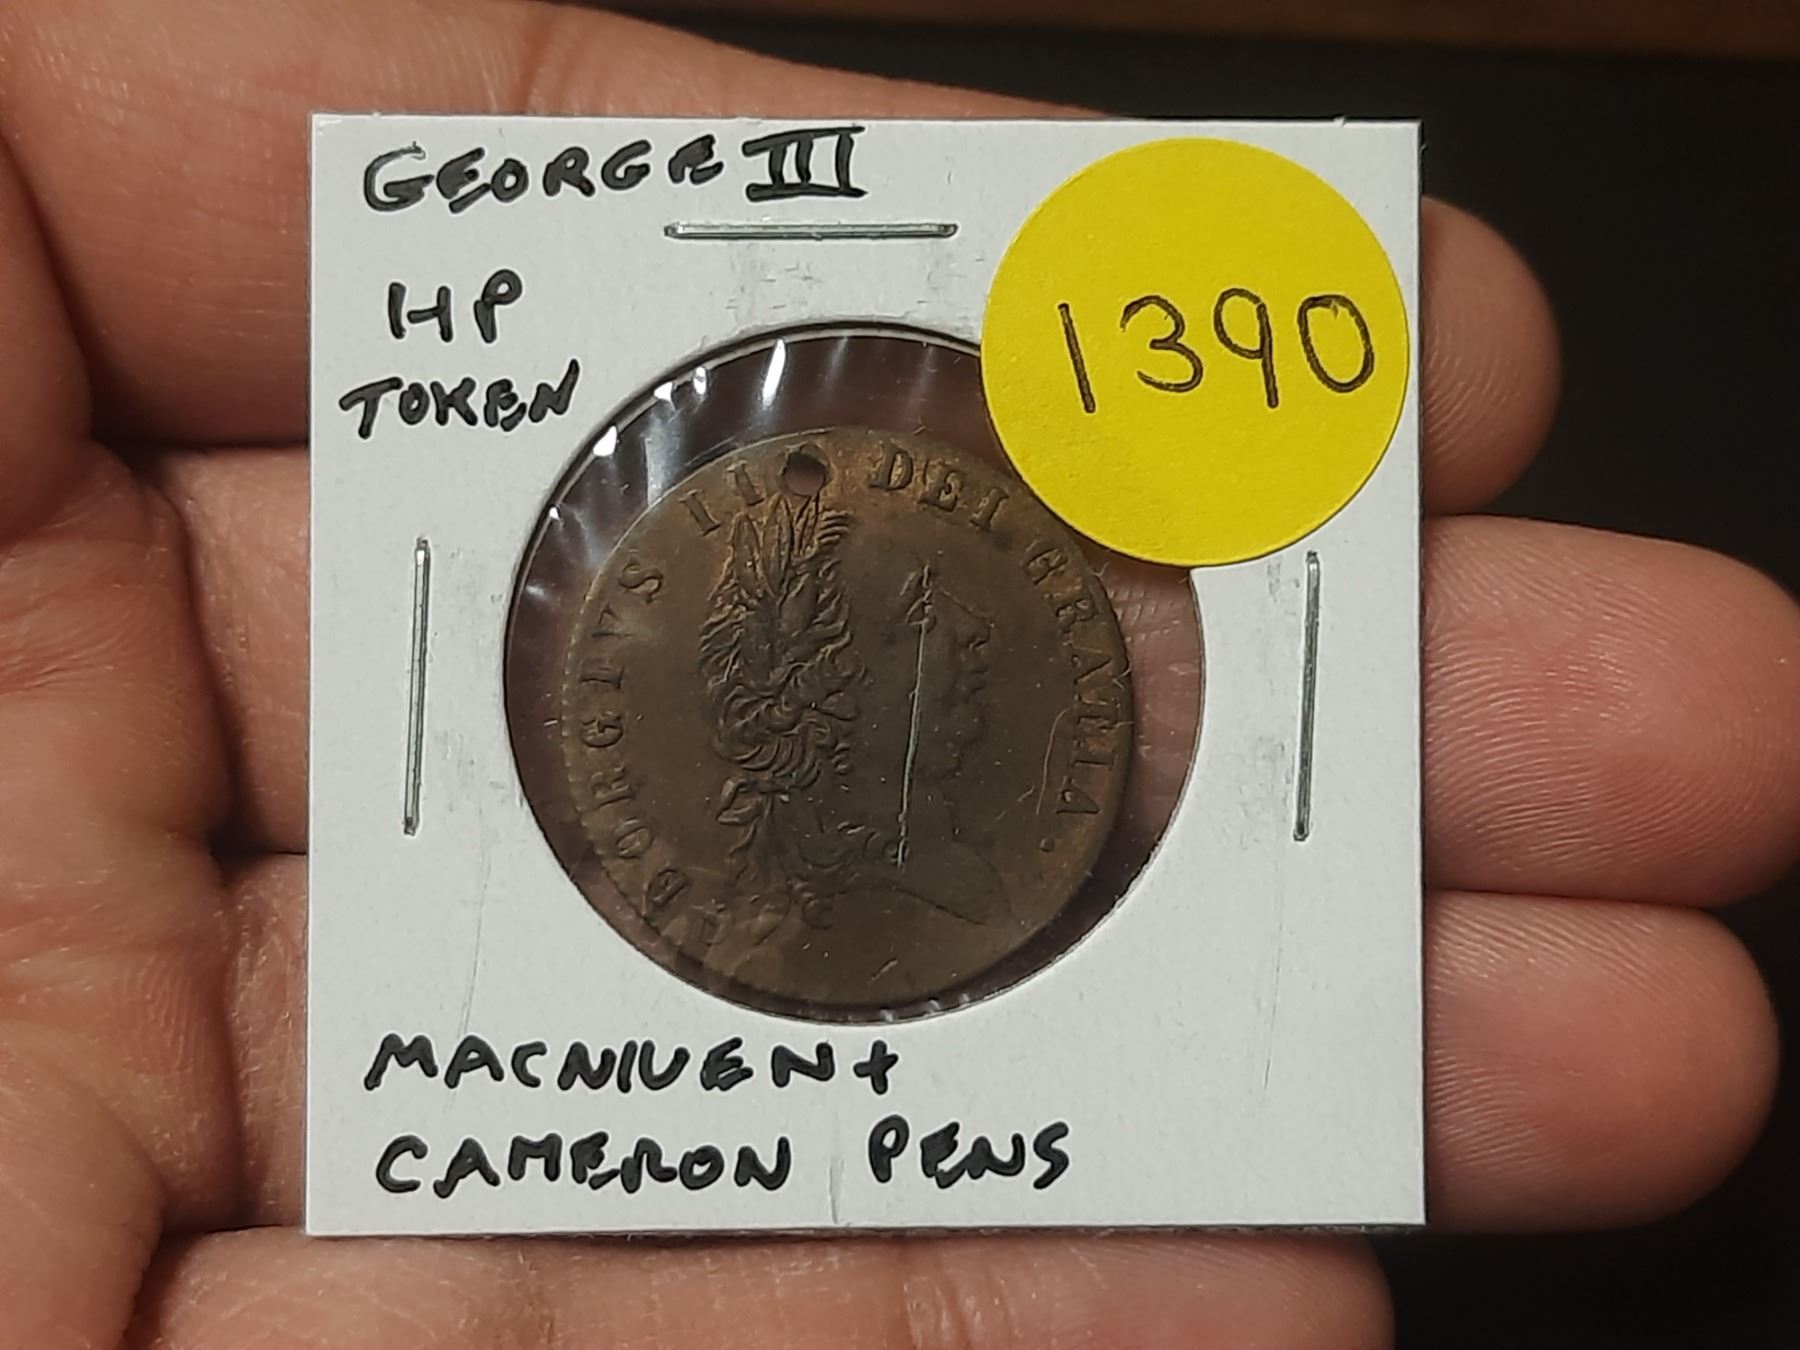 GEORGE III
HP
TOKEN
1390
GEORGIVS III DEI GRATIA.
MACNIVEN +
CAMERON PENS